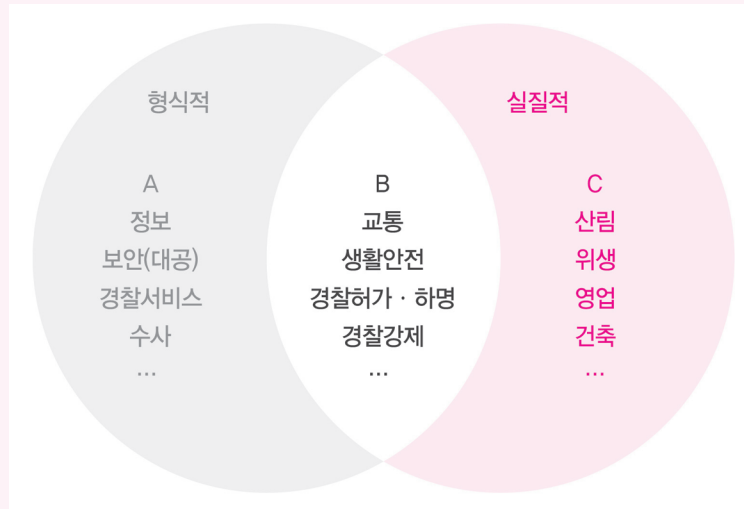 형식적
실질적
A
정보
보안(대공)
경찰서비스
수사
...
B
교통
생활안전
경찰허가 · 하명
경찰강제
...
C
산림
위생
영업
건축
...